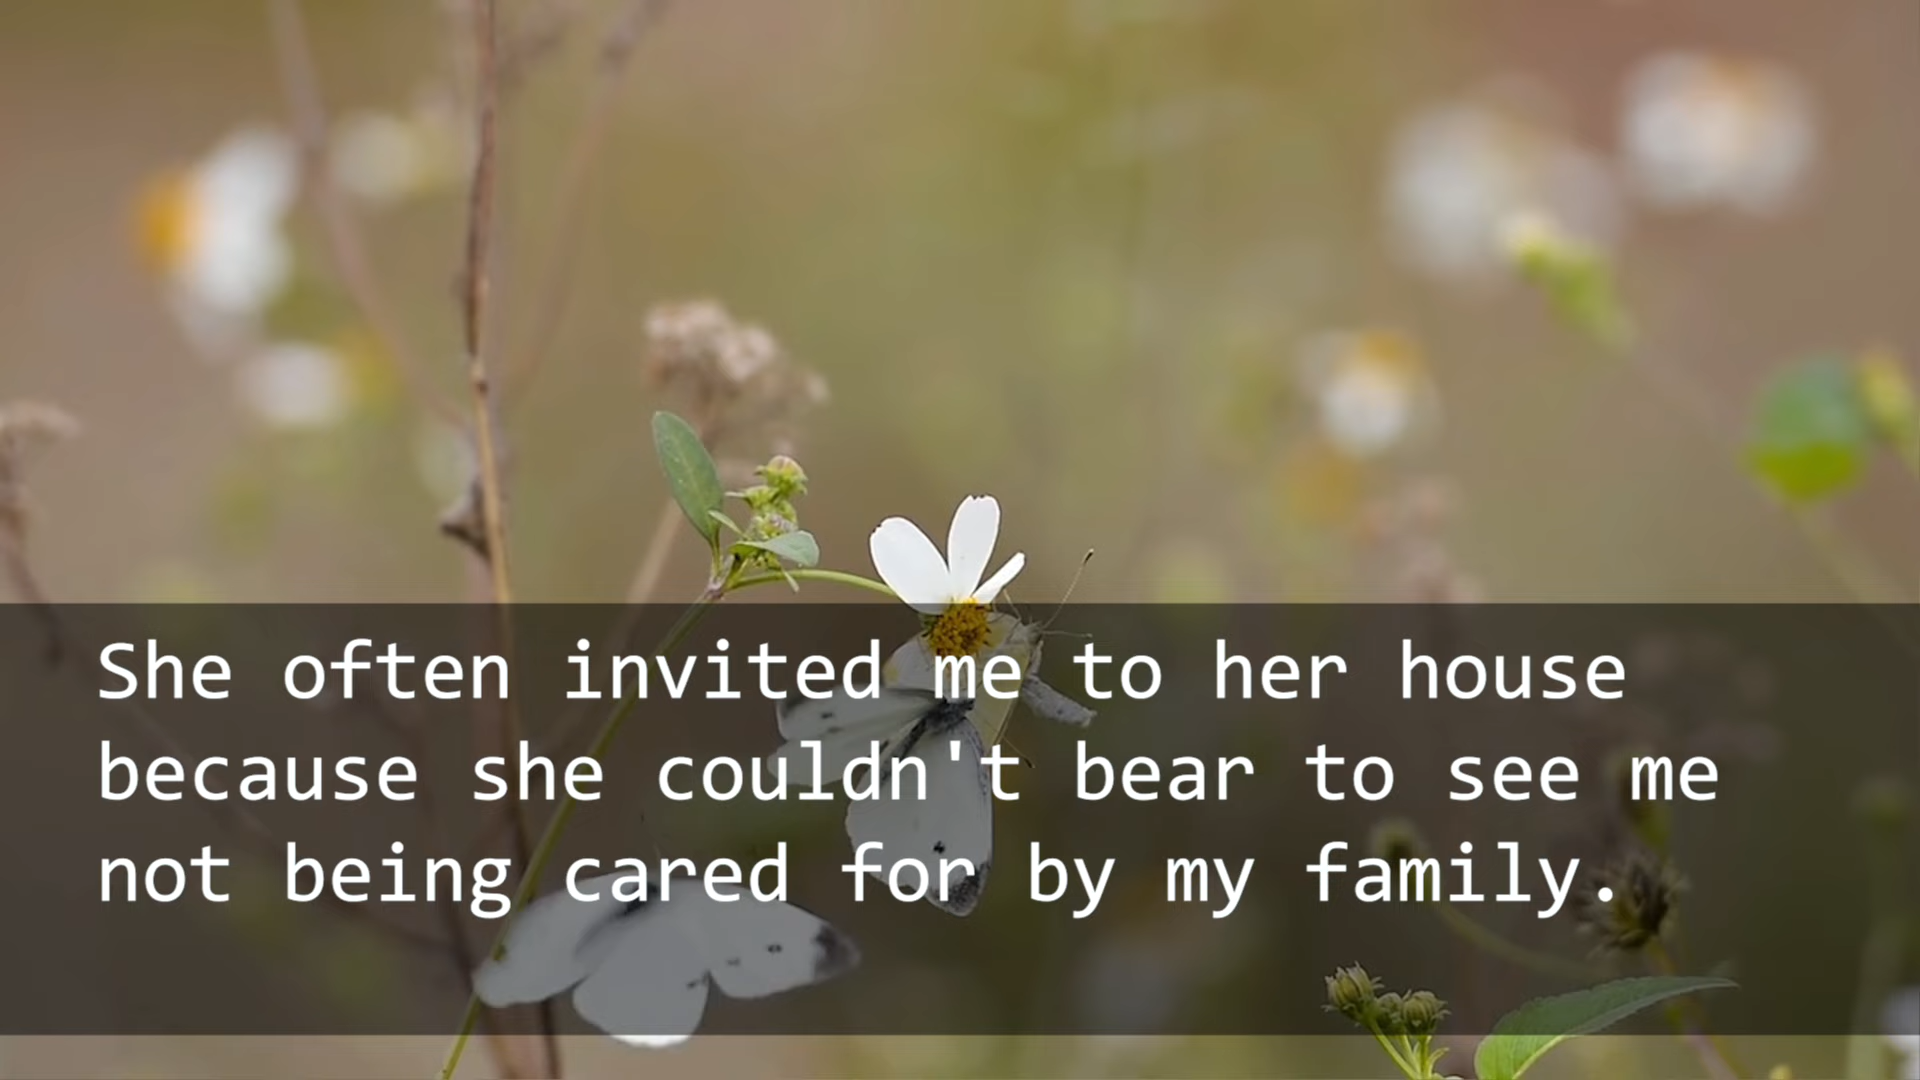 She often invited me to her house
because she couldn't bear to see me
not being cared for by my family.